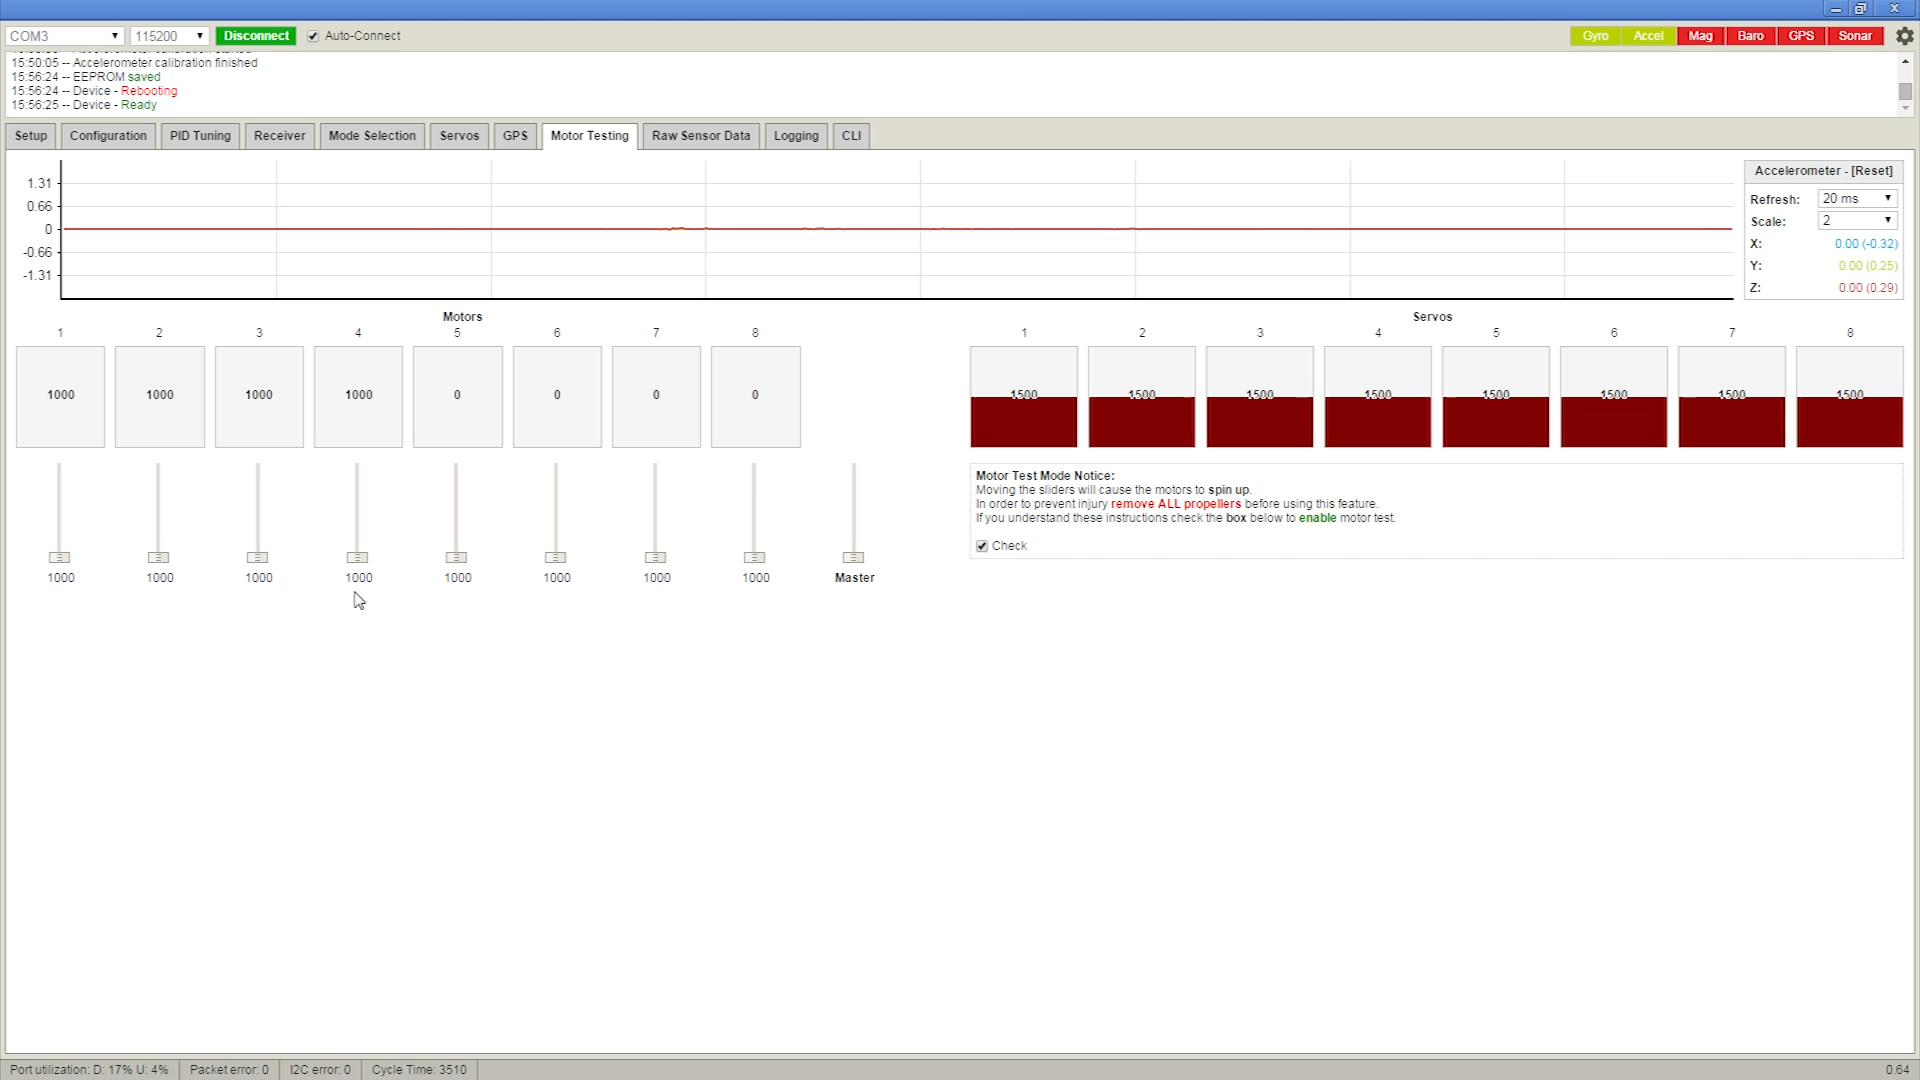 COM3 115200 Disconnect Auto-Connect Gyro Accel Mag Baro GPS Sonar
15:50:05 -- Accelerometer calibration finished
15:56:24 -- EEPROM saved
15:56:24 -- Device - Rebooting
15:56:25 -- Device - Ready
Setup Configuration PID Tuning Receiver Mode Selection Servos GPS Motor Testing Raw Sensor Data Logging CLI
1.31
0.66
0
-0.66
-1.31
Accelerometer - [Reset]
Refresh: 20 ms
Scale: 2
X: 0.00 (-0.32)
Y: 0.00 (0.25)
Z: 0.00 (0.29)
Motors
1 2 3 4 5 6 7 8
1000 1000 1000 1000 0 0 0 0
1000 1000 1000 1000 1000 1000 1000 1000 Master
Servos
1 2 3 4 5 6 7 8
1500 1500 1500 1500 1500 1500 1500 1500
Motor Test Mode Notice:
Moving the sliders will cause the motors to spin up.
In order to prevent injury remove ALL propellers before using this feature.
If you understand these instructions check the box below to enable motor test.
Check
Port utilization: D: 17% U: 4% Packet error: 0 I2C error: 0 Cycle Time: 3510 0.64